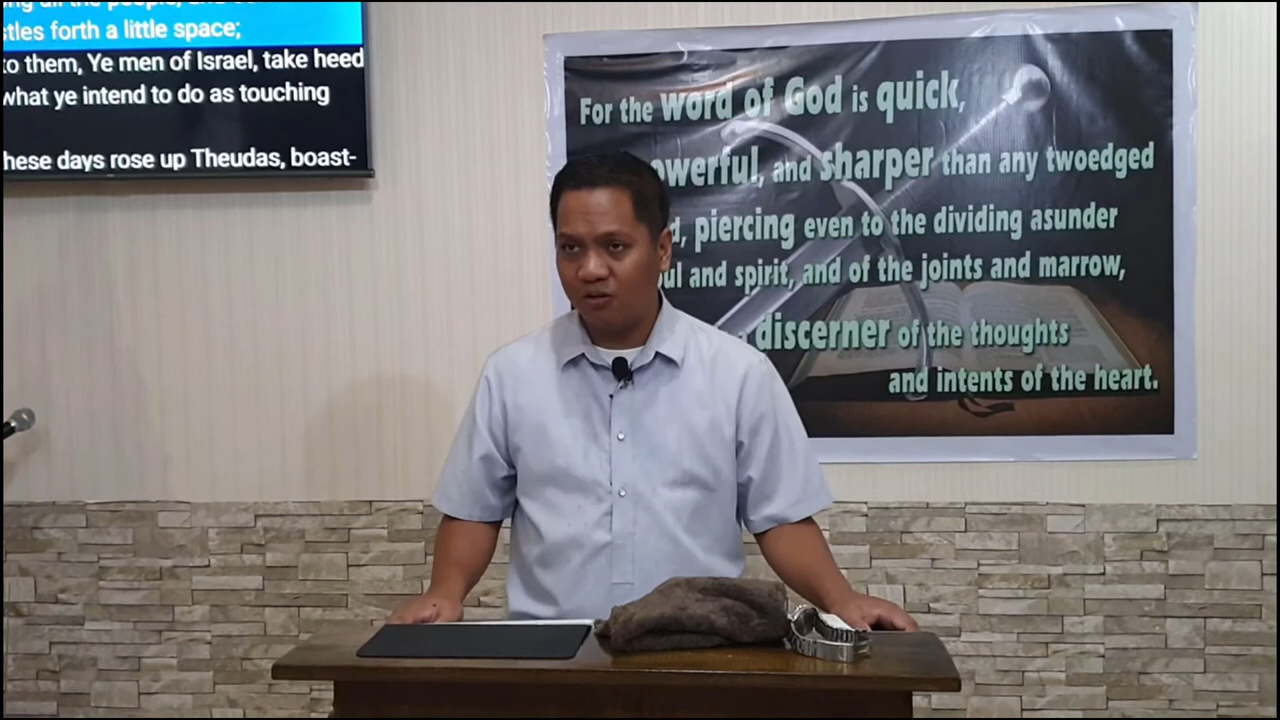 stles forth a little space;
to them, Ye men of Israel, take heed
what ye intend to do as touching
hese days rose up Theudas, boast-
For the word of God is quick,
owerful, and sharper than any twoedged
d, piercing even to the dividing asunder
oul and spirit, and of the joints and marrow,
discerner of the thoughts
and intents of the heart.